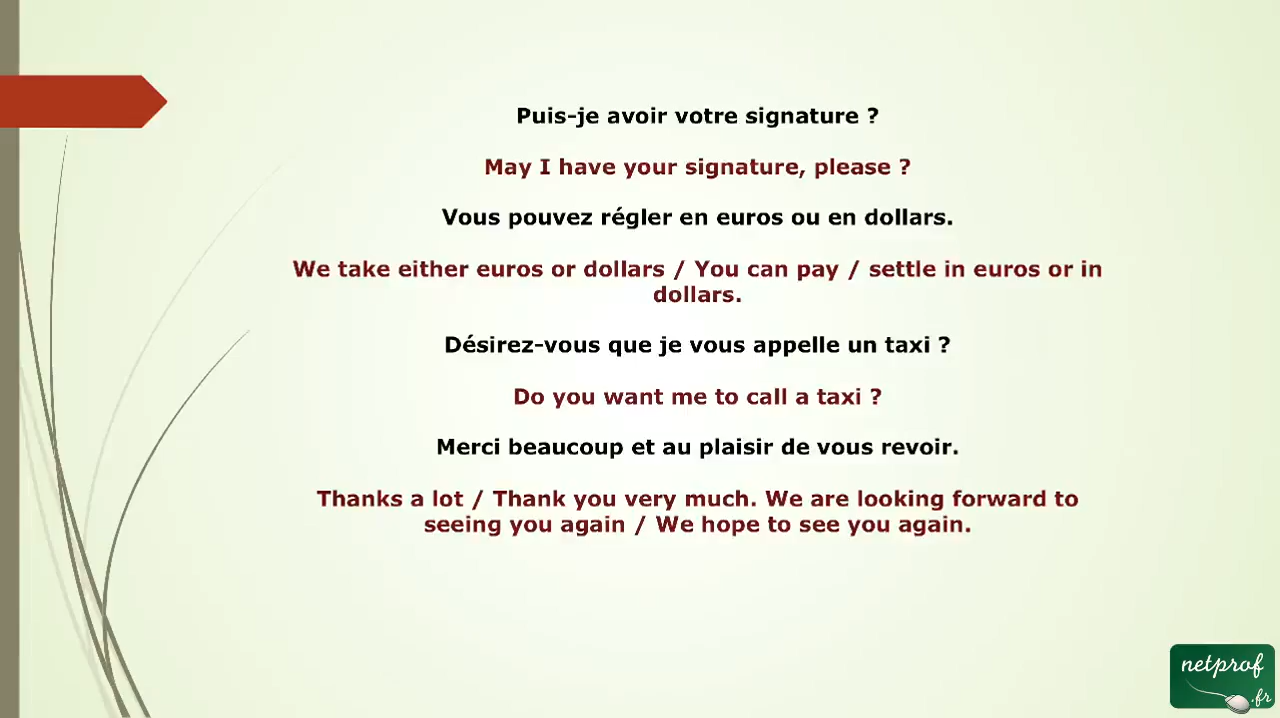 Puis-je avoir votre signature ?
May I have your signature, please ?
Vous pouvez régler en euros ou en dollars.
We take either euros or dollars / You can pay / settle in euros or in
dollars.
Désirez-vous que je vous appelle un taxi ?
Do you want me to call a taxi ?
Merci beaucoup et au plaisir de vous revoir.
Thanks a lot / Thank you very much. We are looking forward to
seeing you again / We hope to see you again.
netprof
.fr